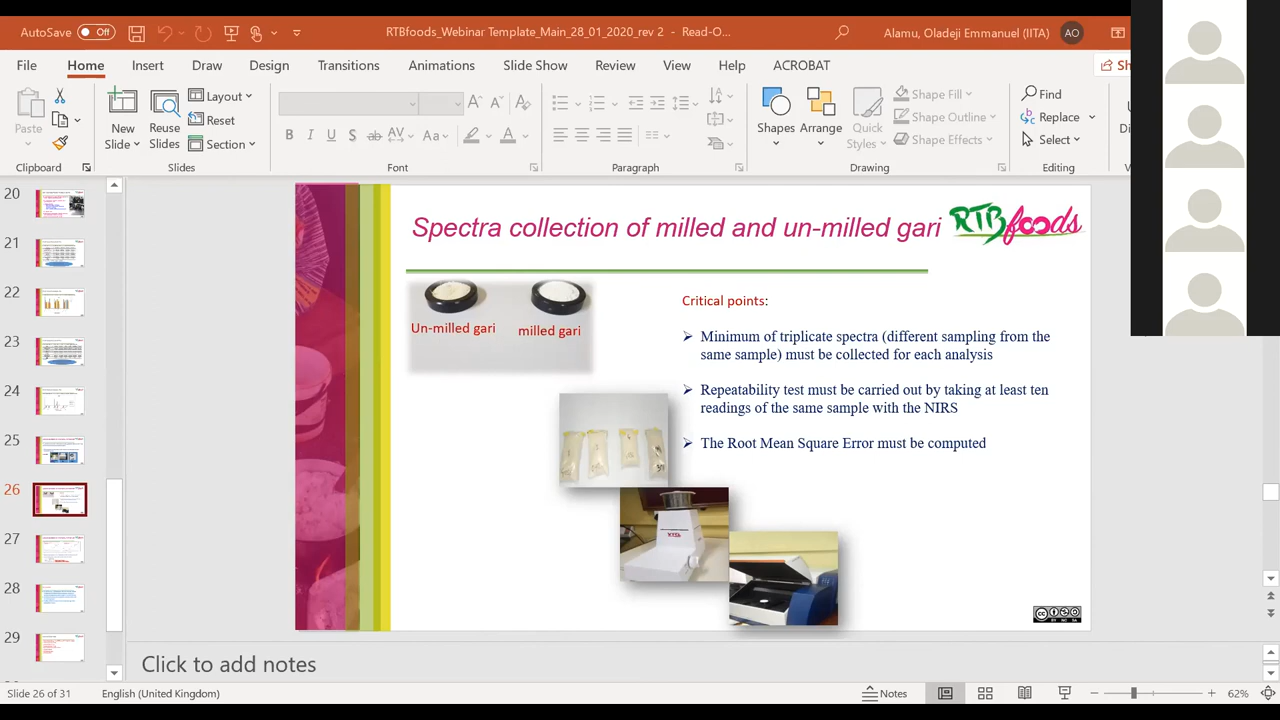 AutoSave Off
RTBfoods_Webinar Template_Main_28_01_2020_rev 2 - Read-O...
Alamu, Oladeji Emmanuel (IITA) AO
File Home Insert Draw Design Transitions Animations Slide Show Review View Help ACROBAT
Paste
New
Slide
Reuse
Slides
Layout
Reset
Section
B I U S ab AV Aa A
Shapes
Arrange
Quick
Styles
Shape Fill
Shape Outline
Shape Effects
Find
Replace
Select
Clipboard Slides Font Paragraph Drawing Editing
20
21
22
23
24
25
26
27
28
29
Spectra collection of milled and un-milled gari
RTBfoods
Un-milled gari
milled gari
Critical points:
Minimum of triplicate spectra (different sampling from the
same sample) must be collected for each analysis
Repeatability test must be carried out by taking at least ten
readings of the same sample with the NIRS
The Root Mean Square Error must be computed
Click to add notes
Slide 26 of 31
English (United Kingdom)
Notes
62%